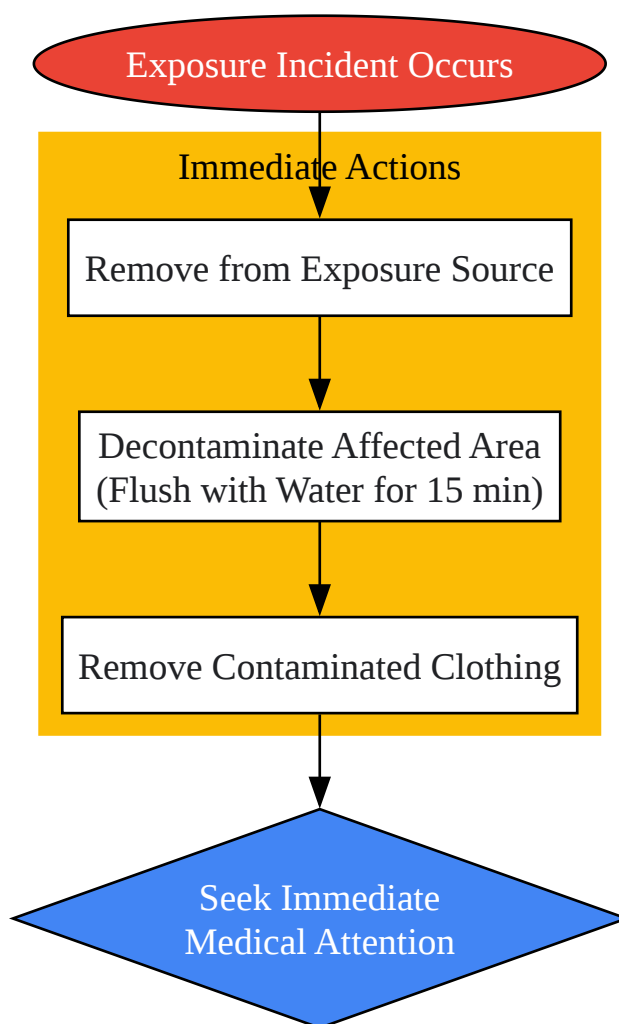 Exposure Incident Occurs
Immediate Actions
Remove from Exposure Source
Decontaminate Affected Area
(Flush with Water for 15 min)
Remove Contaminated Clothing
Seek Immediate
Medical Attention